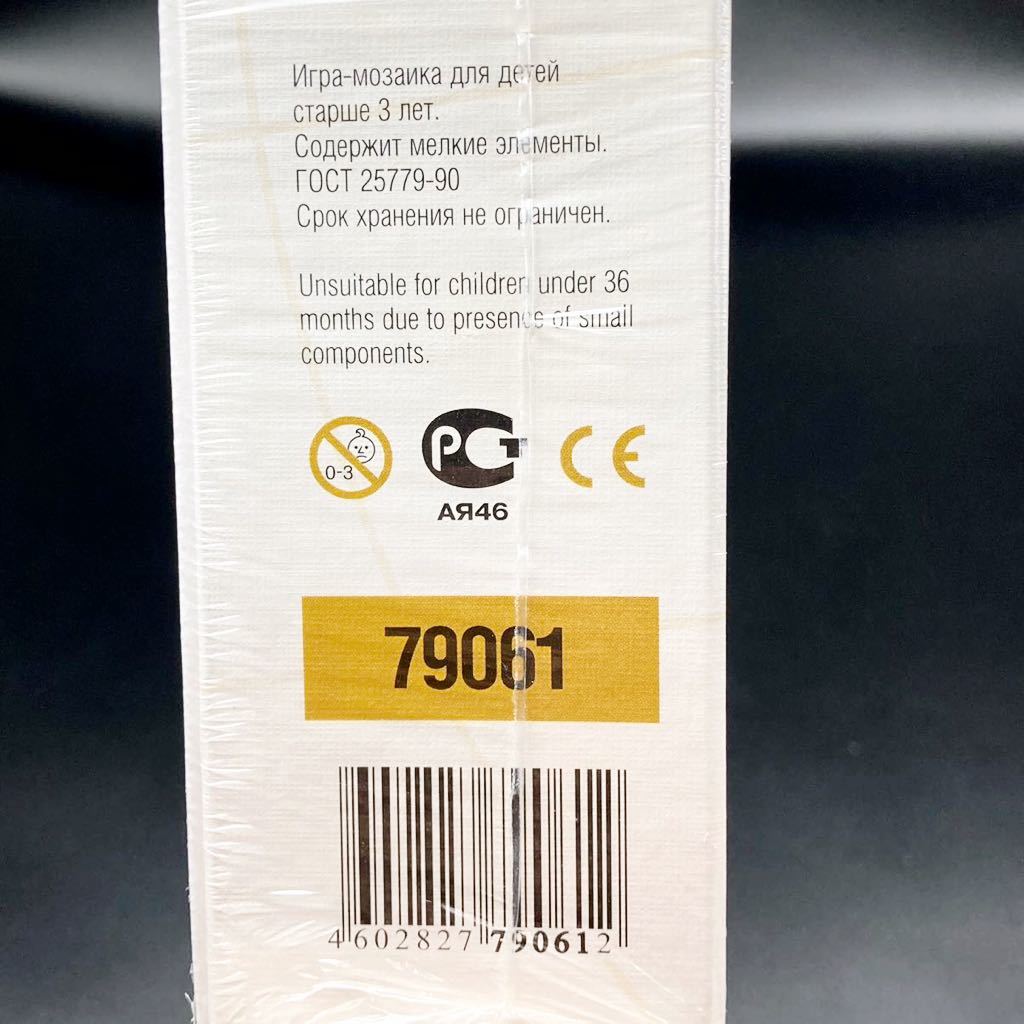 Игра-мозаика для детей
старше 3 лет.
Содержит мелкие элементы.
ГОСТ 25779-90
Срок хранения не ограничен.
Unsuitable for children under 36
months due to presence of small
components.
0-3
РСТ
CE
АЯ46
79061
4 602827 790612